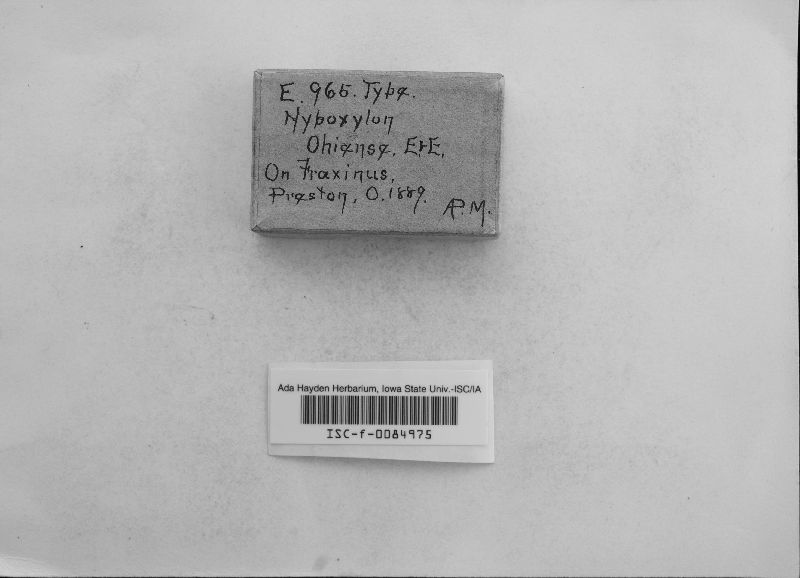 E. 965. Type.
Hypoxylon
Ohiense, E&E,
On Fraxinus,
Preston, O. 1889. A.P.M.
Ada Hayden Herbarium, Iowa State Univ.-ISC/IA
ISC-f-0084975